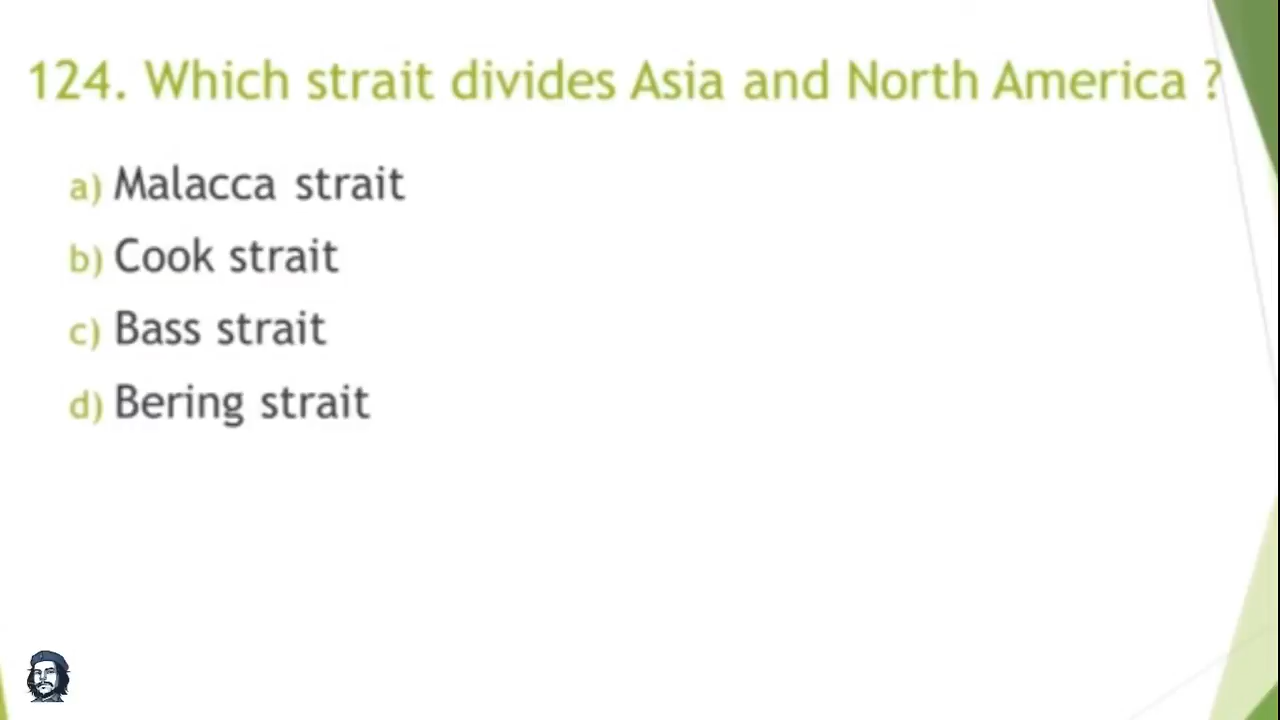 124. Which strait divides Asia and North America ?
a) Malacca strait
b) Cook strait
c) Bass strait
d) Bering strait